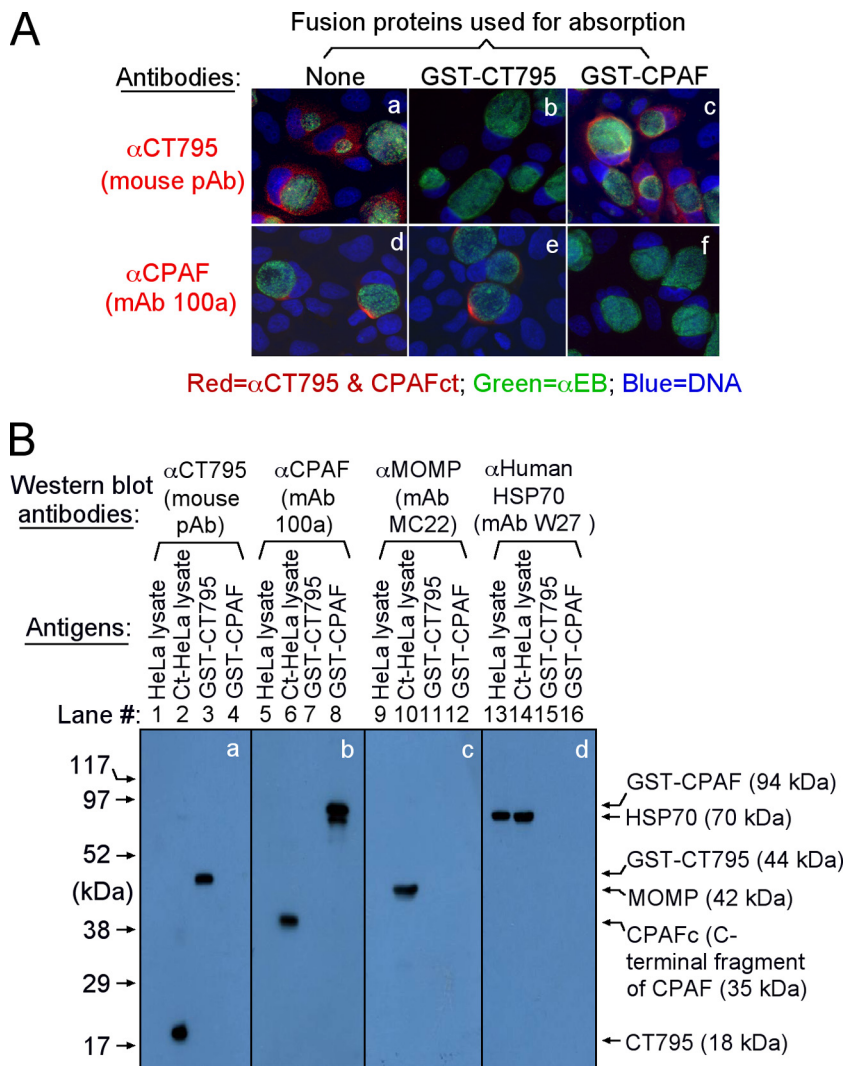 A
Fusion proteins used for absorption
Antibodies:
None
GST-CT795
GST-CPAF
αCT795
(mouse pAb)
a
b
c
αCPAF
(mAb 100a)
d
e
f
Red=αCT795 & CPAFct; Green=αEB; Blue=DNA
B
Western blot
antibodies:
αCT795
(mouse
pAb)
αCPAF
(mAb
100a)
αMOMP
(mAb
MC22)
αHuman
HSP70
(mAb W27 )
Antigens:
HeLa lysate
Ct-HeLa lysate
GST-CT795
GST-CPAF
HeLa lysate
Ct-HeLa lysate
GST-CT795
GST-CPAF
HeLa lysate
Ct-HeLa lysate
GST-CT795
GST-CPAF
HeLa lysate
Ct-HeLa lysate
GST-CT795
GST-CPAF
Lane #: 1 2 3 4 5 6 7 8 9 10 11 12 13 14 15 16
a
b
c
d
117
97
52
(kDa)
38
29
17
GST-CPAF (94 kDa)
HSP70 (70 kDa)
GST-CT795 (44 kDa)
MOMP (42 kDa)
CPAFc (C-
terminal fragment
of CPAF (35 kDa)
CT795 (18 kDa)